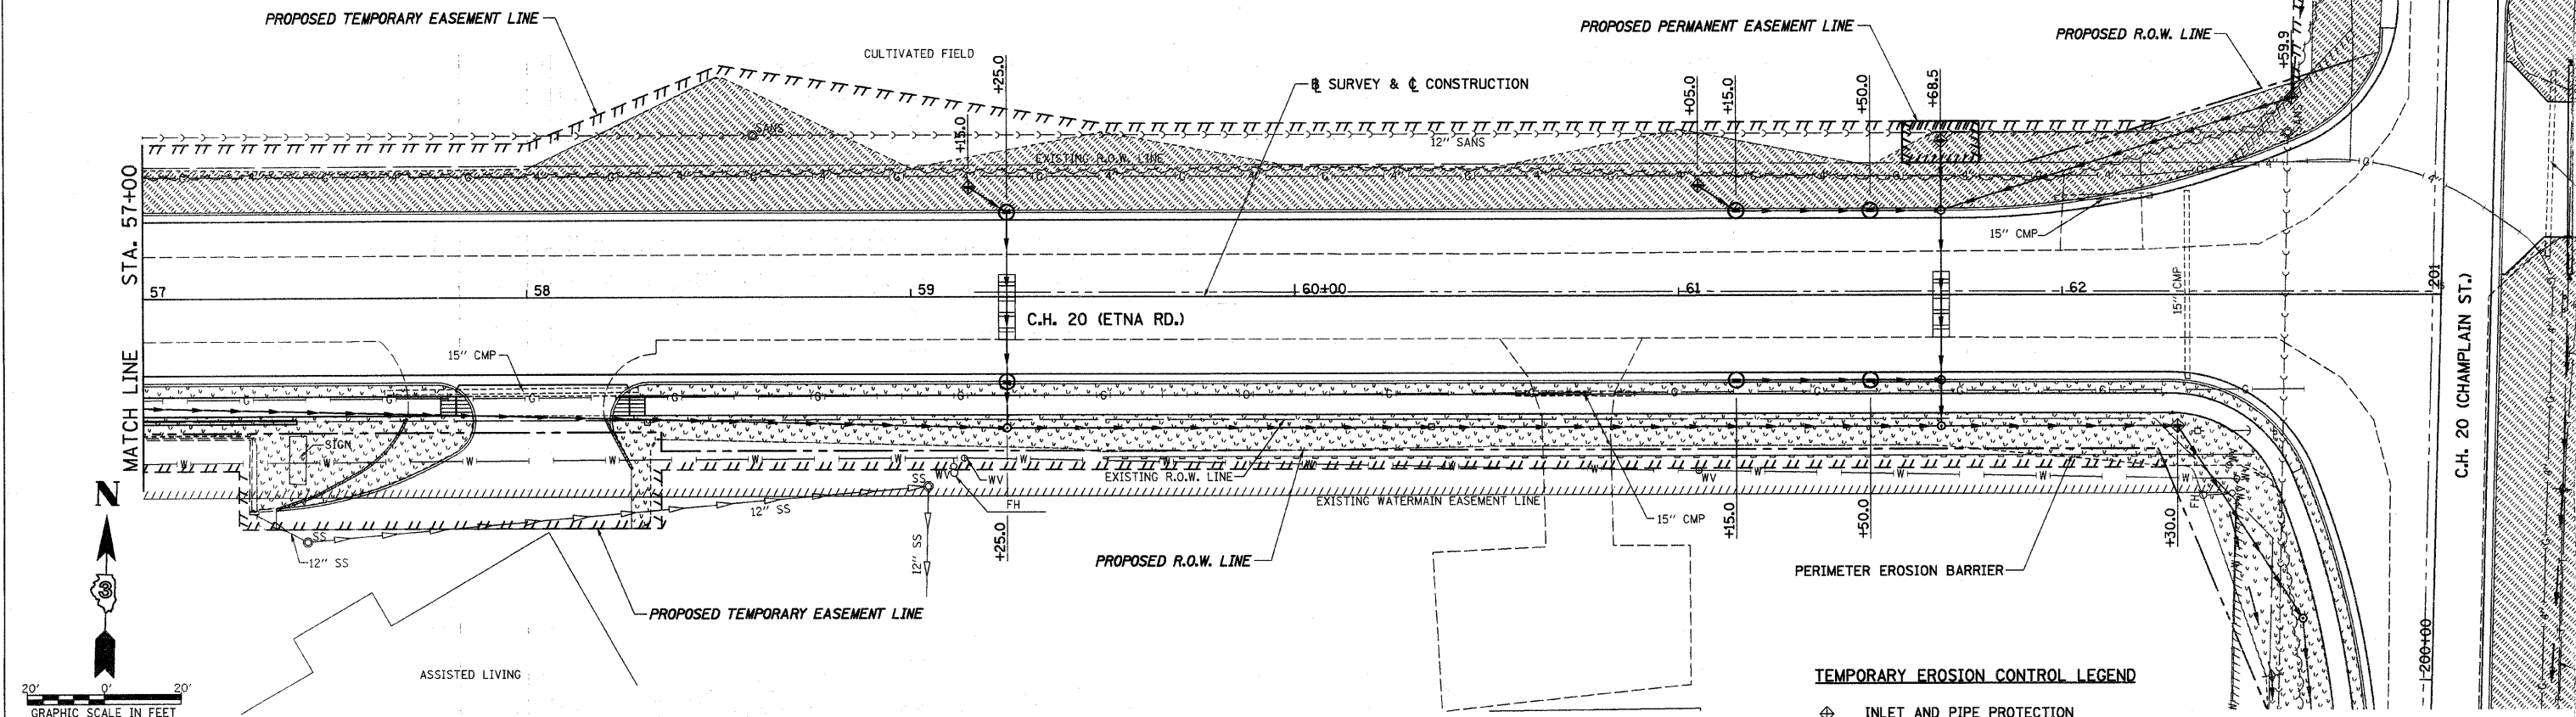 PROPOSED TEMPORARY EASEMENT LINE
PROPOSED PERMANENT EASEMENT LINE
PROPOSED R.O.W. LINE
CULTIVATED FIELD
℄ SURVEY & ℄ CONSTRUCTION
+25.0
+15.0
+05.0
+15.0
+50.0
+68.5
+59.9
SANS
EXISTING R.O.W. LINE
12" SANS
15" CMP
15" CMP
MATCH LINE STA. 57+00
57
58
59
60+00
61
62
201
C.H. 20 (ETNA RD.)
C.H. 20 (CHAMPLAIN ST.)
15" CMP
SIGN
W W W W W W
WV
WV
FH
SS
SS
12" SS
12" SS
12" SS
EXISTING R.O.W. LINE
EXISTING WATERMAIN EASEMENT LINE
WV
15" CMP
FH
+25.0
+15.0
+50.0
+30.0
PROPOSED R.O.W. LINE
PERIMETER EROSION BARRIER
PROPOSED TEMPORARY EASEMENT LINE
ASSISTED LIVING
200+00
N
3
20' 0' 20'
GRAPHIC SCALE IN FEET
TEMPORARY EROSION CONTROL LEGEND
INLET AND PIPE PROTECTION